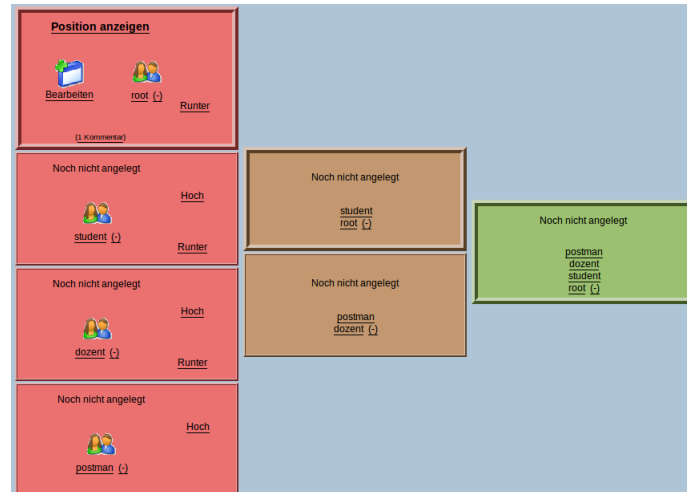 Position anzeigen
Bearbeiten
root (-)
Runter
(1 Kommentar)
Noch nicht angelegt
Hoch
student (-)
Runter
Noch nicht angelegt
Hoch
dozent (-)
Runter
Noch nicht angelegt
Hoch
postman (-)
Noch nicht angelegt
student
root (-)
Noch nicht angelegt
postman
dozent (-)
Noch nicht angelegt
postman
dozent
student
root (-)